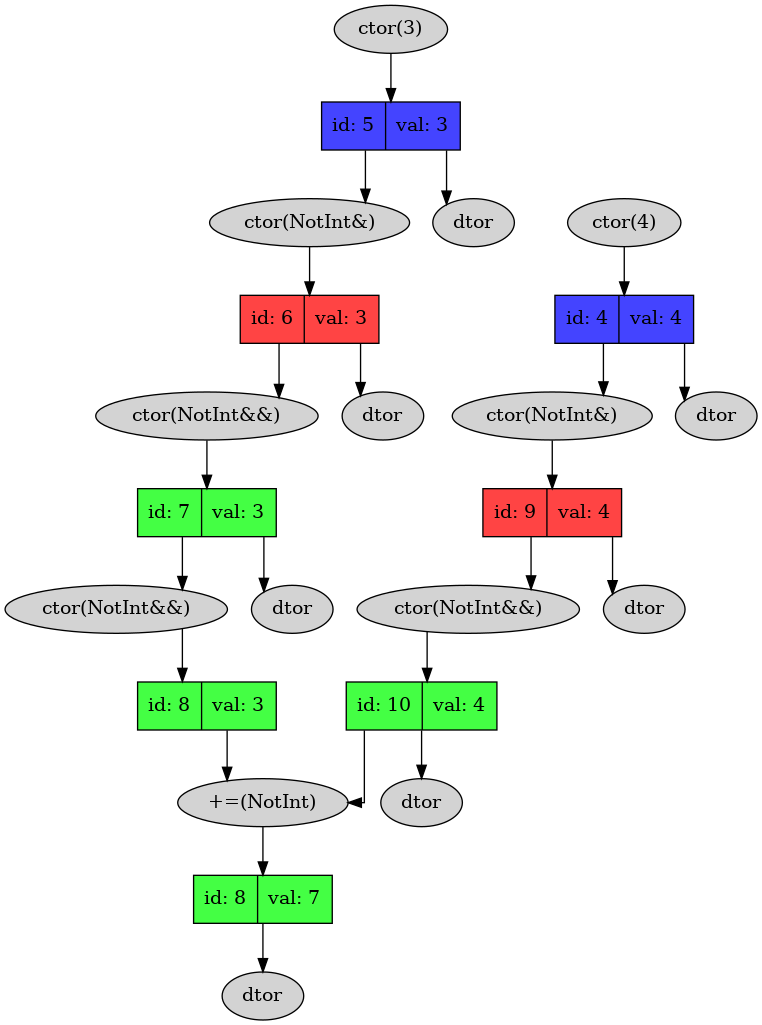 ctor(3)
id: 5 val: 3
ctor(NotInt&) dtor ctor(4)
id: 6 val: 3 id: 4 val: 4
ctor(NotInt&&) dtor ctor(NotInt&) dtor
id: 7 val: 3 id: 9 val: 4
ctor(NotInt&&) dtor ctor(NotInt&&) dtor
id: 8 val: 3 id: 10 val: 4
+=(NotInt) dtor
id: 8 val: 7
dtor